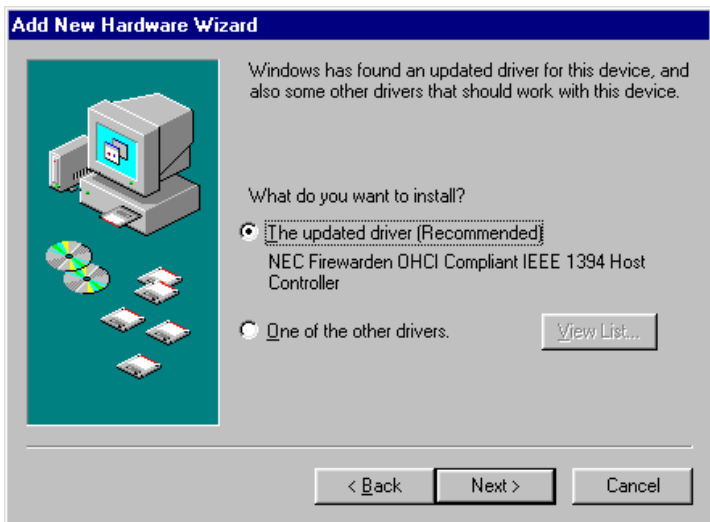 Add New Hardware Wizard
Windows has found an updated driver for this device, and
also some other drivers that should work with this device.
What do you want to install?
The updated driver (Recommended)
NEC Firewarden OHCI Compliant IEEE 1394 Host
Controller
One of the other drivers.
View List...
< Back
Next >
Cancel